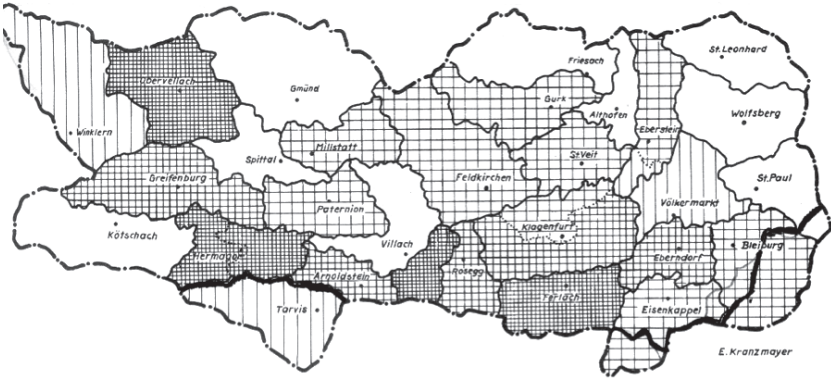 St. Leonhard
Friesach
Obervellach
Gmünd
Gurk
Althofen
Wolfsberg
Winklern
Eberstein
Millstatt
Spittal
St.Veit
Greifenburg
Feldkirchen
St.Paul
Paternion
Völkermarkt
Kötschach
Klagenfurt
Villach
Bleiburg
Hermagor
Eberndorf
Rosegg
Arnoldstein
Ferlach
Tarvis
Eisenkappel
E. Kranzmayer